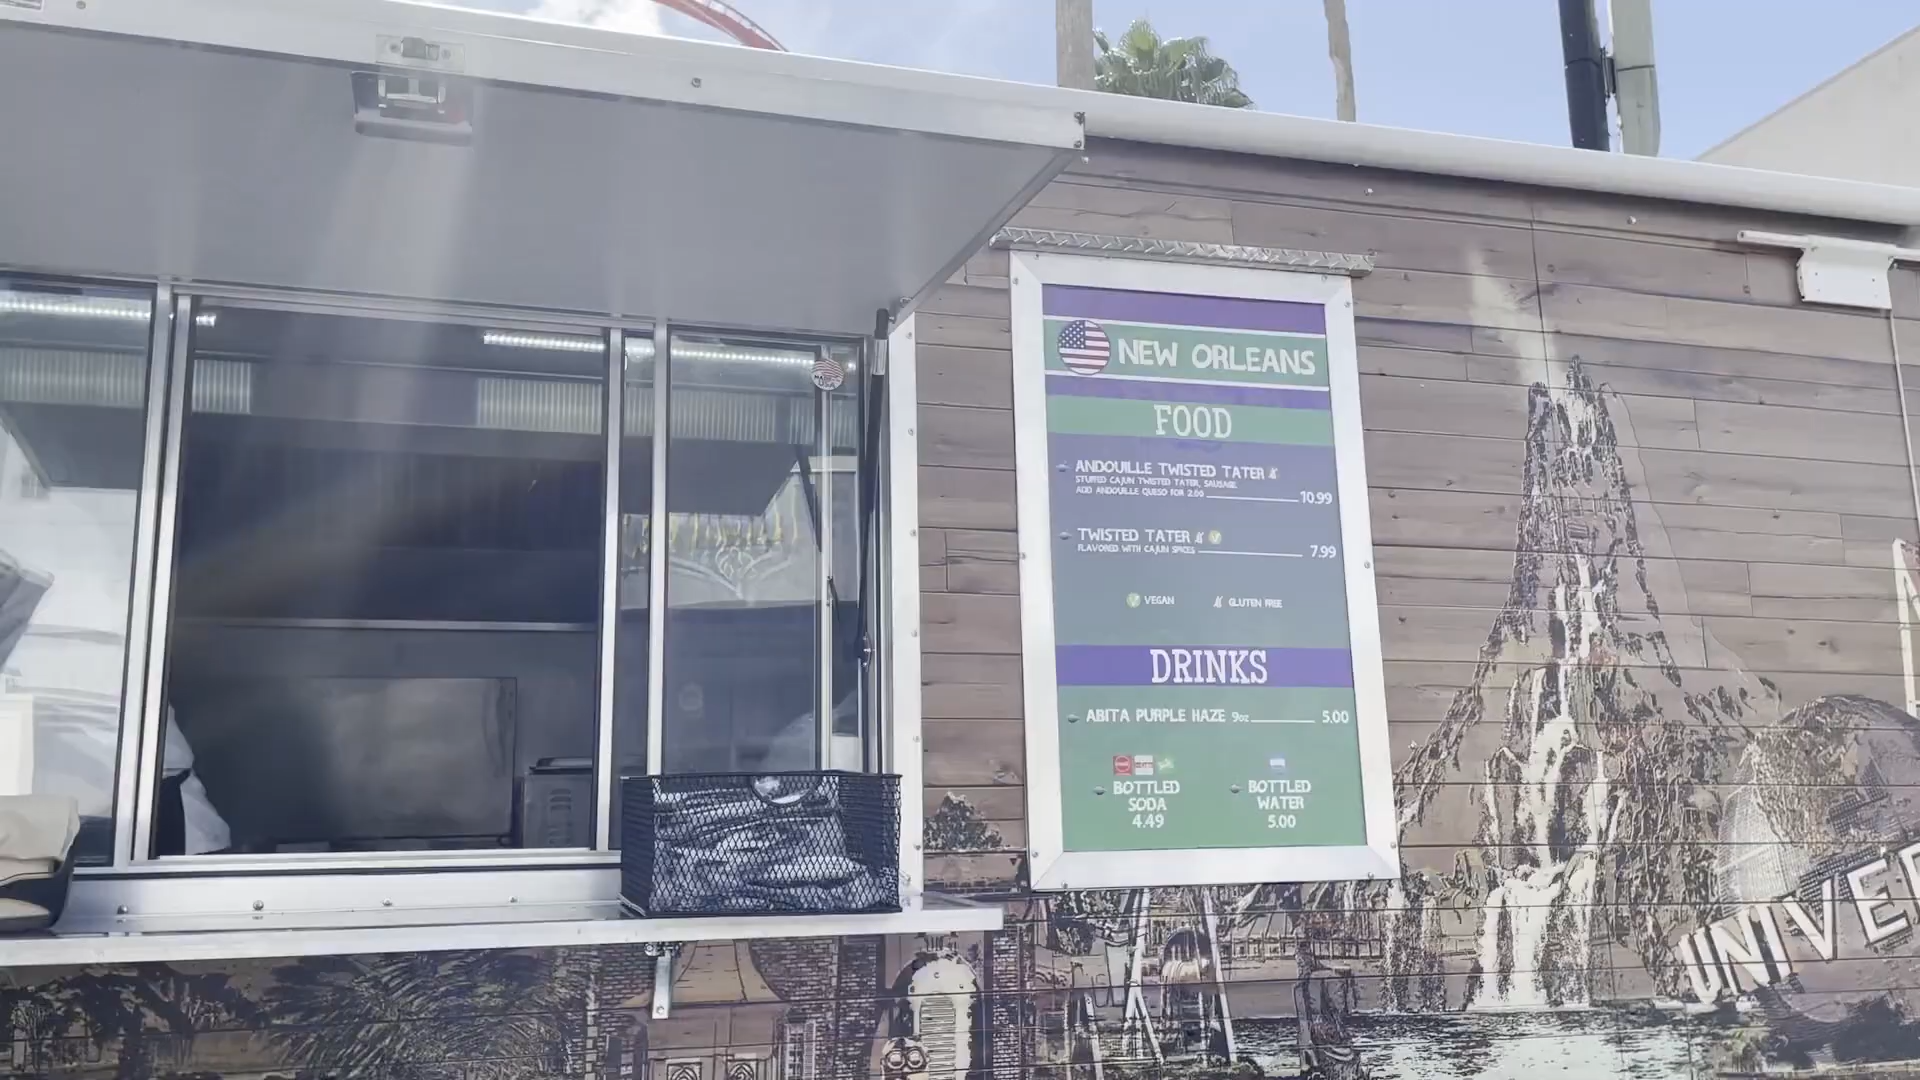 MADE
USA
NEW ORLEANS
FOOD
ANDOUILLE TWISTED TATER
STUFFED CAJUN TWISTED TATER, SAUSAGE
ADD ANDOUILLE QUESO FOR 2.00 10.99
TWISTED TATER
FLAVORED WITH CAJUN SPICES 7.99
VEGAN GLUTEN FREE
DRINKS
ABITA PURPLE HAZE 9oz 5.00
BOTTLED
SODA
4.49
BOTTLED
WATER
5.00
UNIVE